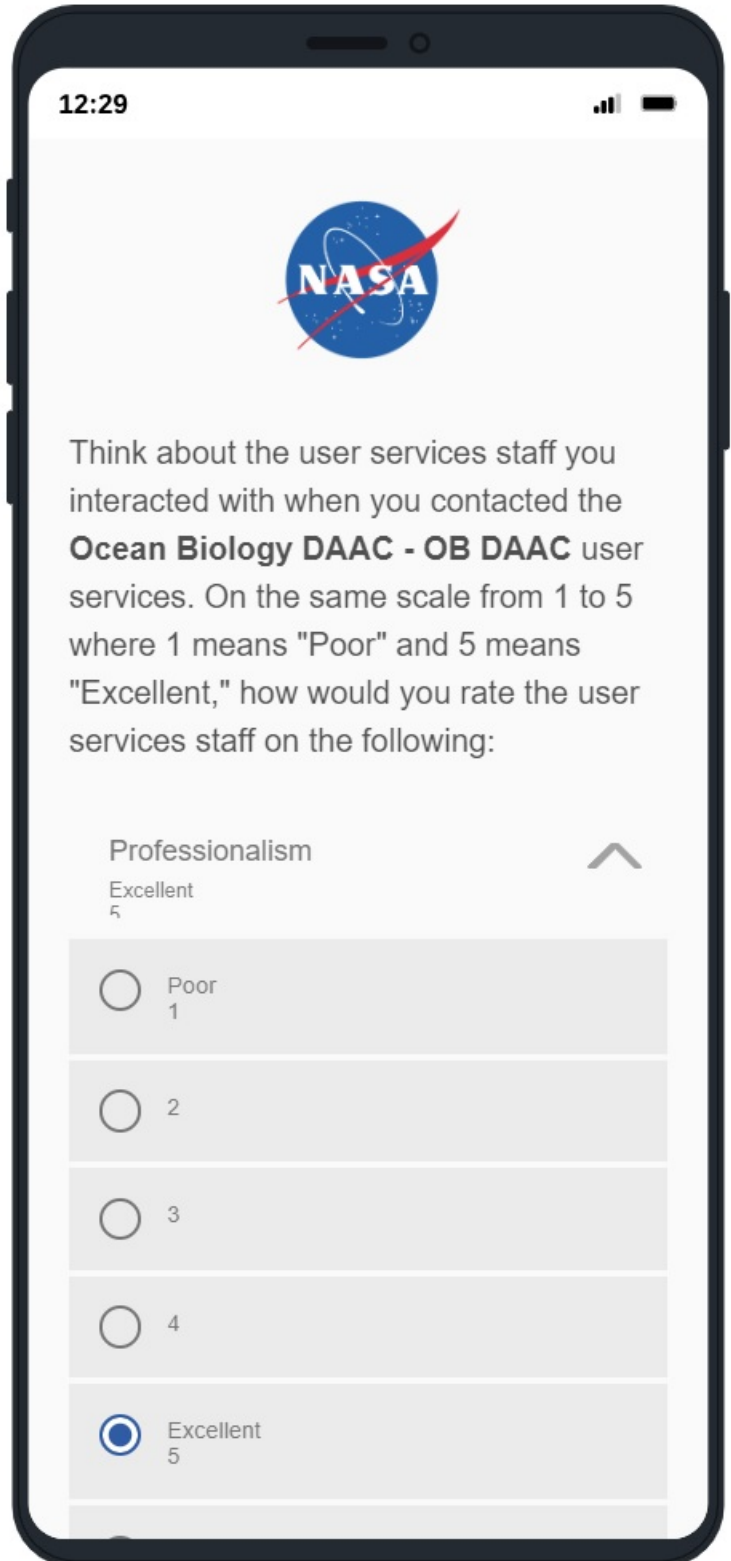 12:29
NASA
Think about the user services staff you
interacted with when you contacted the
Ocean Biology DAAC - OB DAAC user
services. On the same scale from 1 to 5
where 1 means "Poor" and 5 means
"Excellent," how would you rate the user
services staff on the following:
Professionalism
Excellent
5
Poor
1
2
3
4
Excellent
5